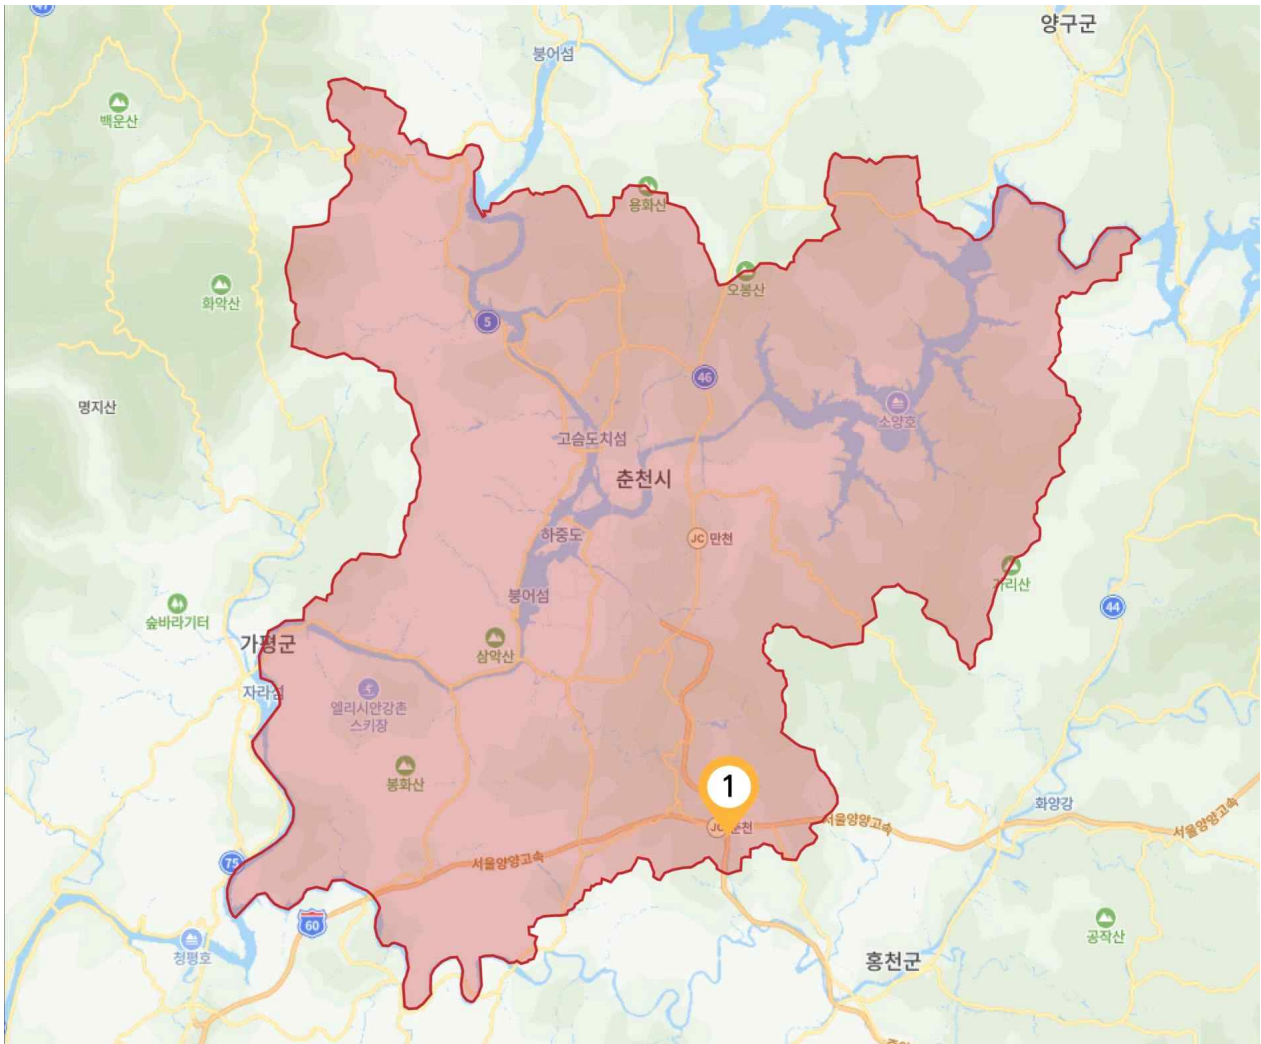 양구군
붕어섬
백운산
용화산
오봉산
화악산
5
46
명지산
소양호
고슴도치섬
춘천시
하중도
JC 만천
붕어섬
가리산
44
숲바라기터
가평군
삼악산
자라섬
엘리시안강촌
스키장
봉화산
1
화양강
JC 춘천
서울양양고속
서울양양고속
서울양양고속
75
60
공작산
청평호
홍천군